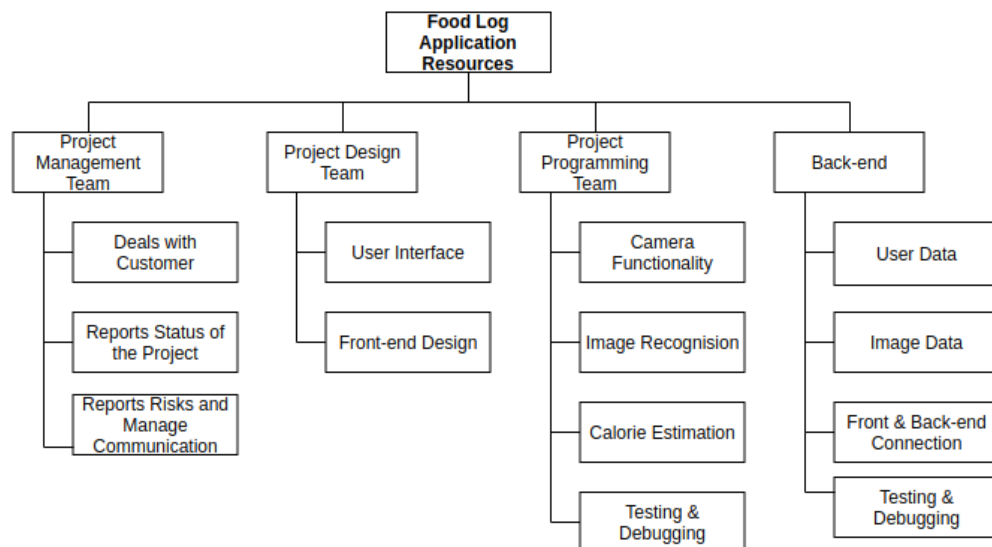 Food Log
Application
Resources
Project
Management
Team
Project Design
Team
Project
Programming
Team
Back-end
Deals with
Customer
User Interface
Camera
Functionality
User Data
Reports Status of
the Project
Front-end Design
Image Recognision
Image Data
Reports Risks and
Manage
Communication
Calorie Estimation
Front & Back-end
Connection
Testing &
Debugging
Testing &
Debugging